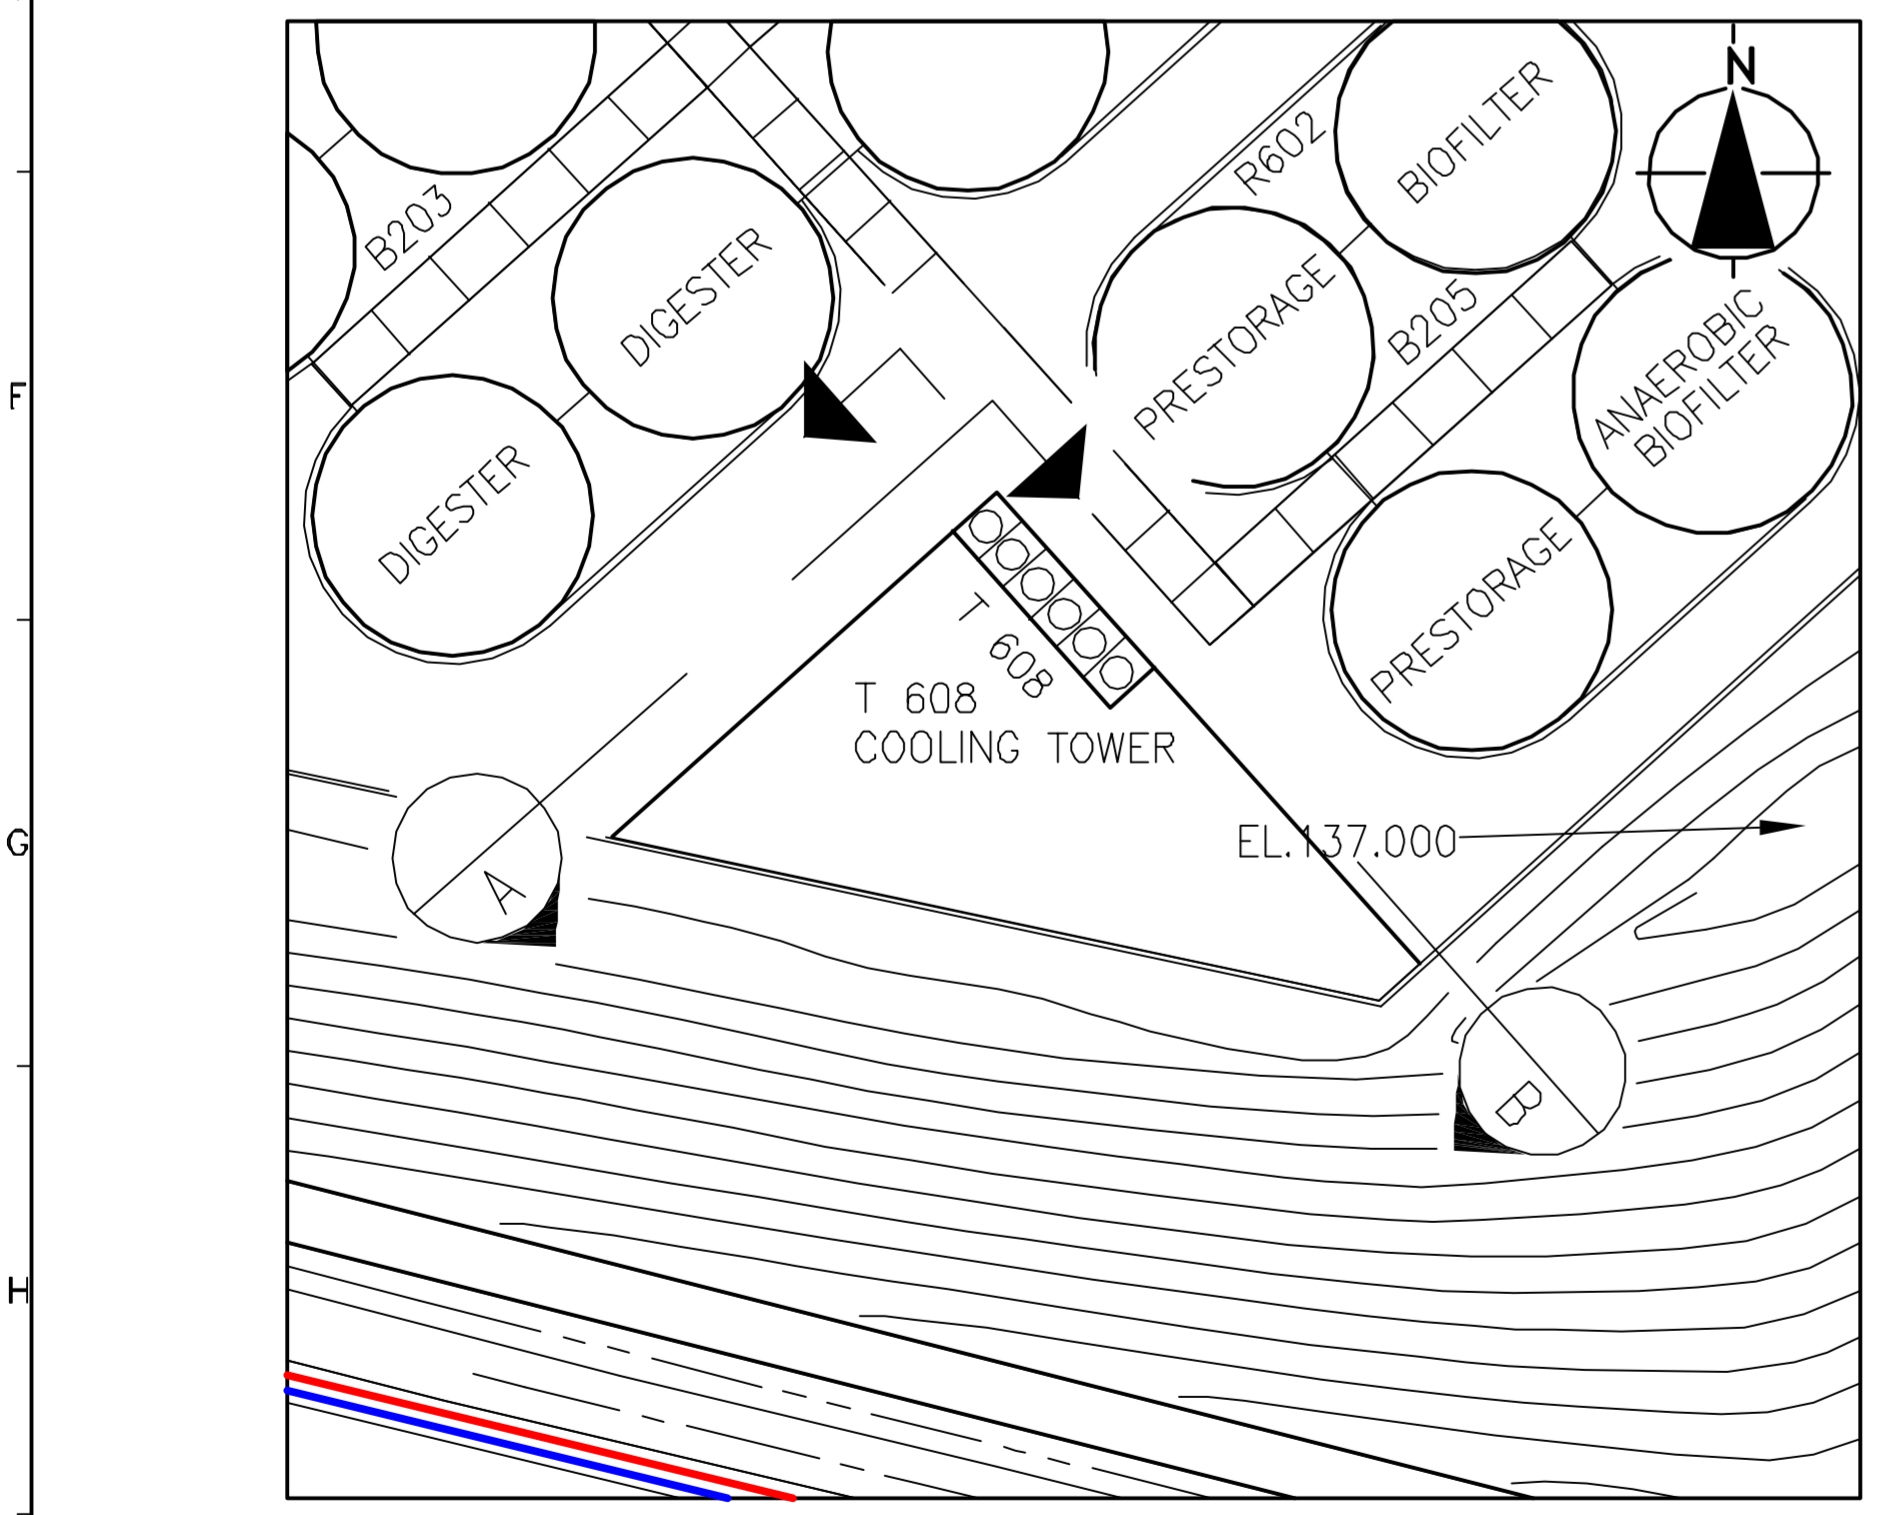 N
BIOFILTER
R602
B203
DIGESTER
PRESTORAGE
B205
ANAEROBIC
BIOFILTER
F
DIGESTER
PRESTORAGE
T 608
T 608
COOLING TOWER
EL.137.000
G
A
B
H